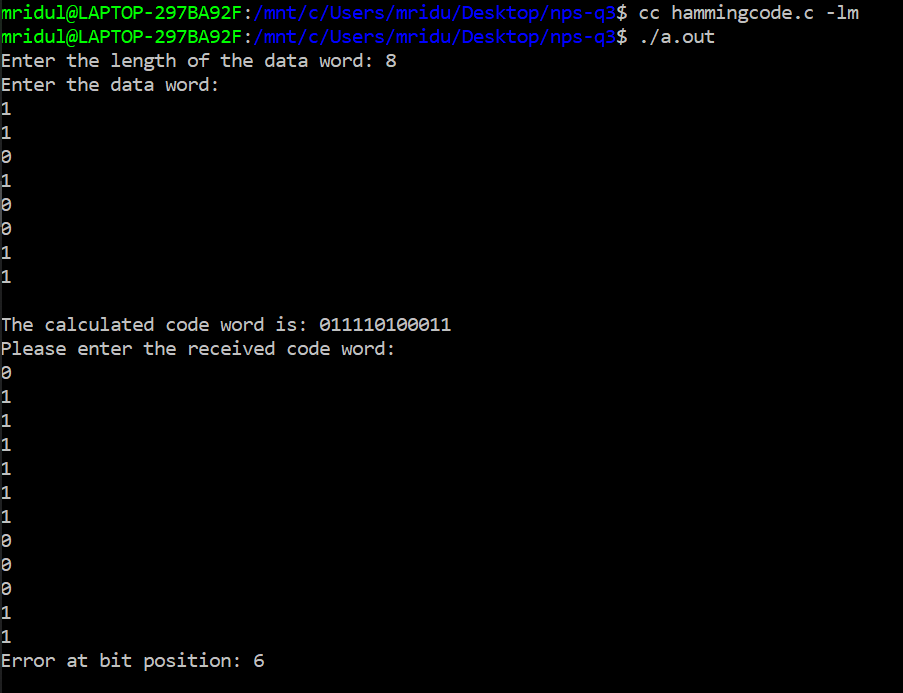 mridul@LAPTOP-297BA92F:/mnt/c/Users/mridu/Desktop/nps-q3$ cc hammingcode.c -lm
mridul@LAPTOP-297BA92F:/mnt/c/Users/mridu/Desktop/nps-q3$ ./a.out
Enter the length of the data word: 8
Enter the data word:
1
1
0
1
0
0
1
1

The calculated code word is: 011110100011
Please enter the received code word:
0
1
1
1
1
1
1
0
0
0
1
1
Error at bit position: 6